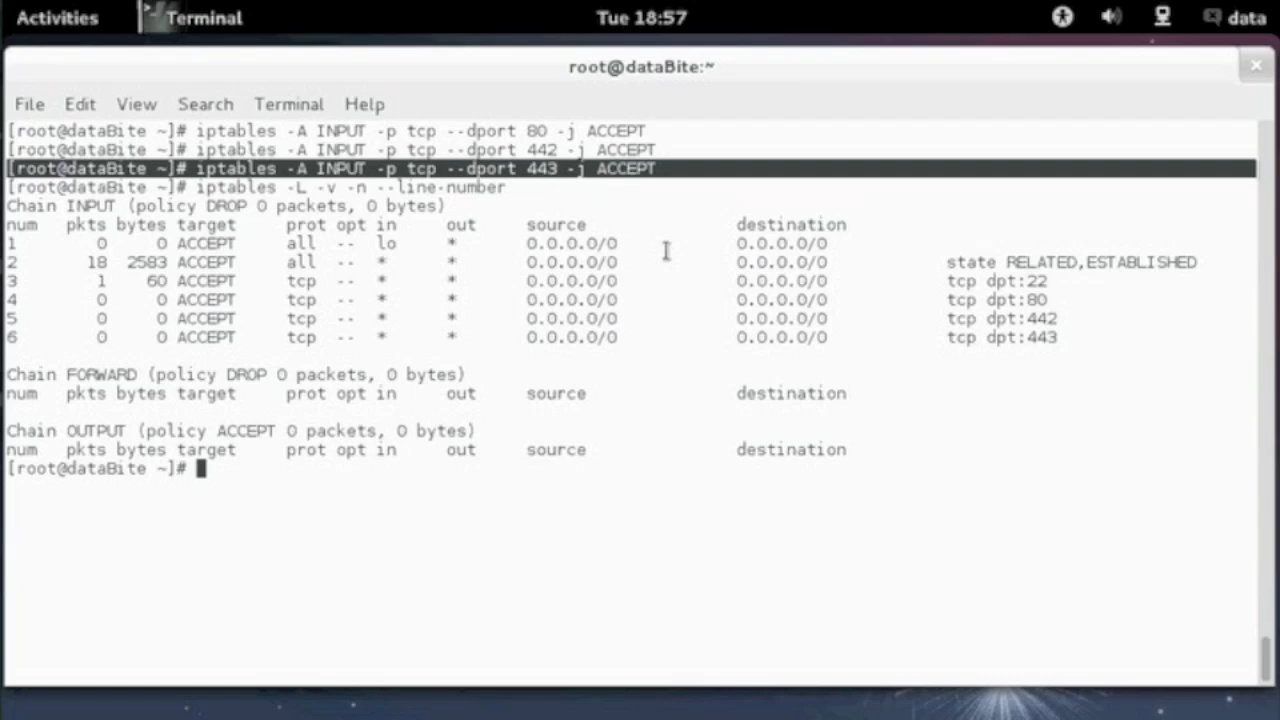 Activities Terminal Tue 18:57 data
root@dataBite:~
File Edit View Search Terminal Help
[root@dataBite ~]# iptables -A INPUT -p tcp --dport 80 -j ACCEPT
[root@dataBite ~]# iptables -A INPUT -p tcp --dport 442 -j ACCEPT
[root@dataBite ~]# iptables -A INPUT -p tcp --dport 443 -j ACCEPT
[root@dataBite ~]# iptables -L -v -n --line-number
Chain INPUT (policy DROP 0 packets, 0 bytes)
num pkts bytes target prot opt in out source destination
1 0 0 ACCEPT all -- lo * 0.0.0.0/0 0.0.0.0/0
2 18 2583 ACCEPT all -- * * 0.0.0.0/0 0.0.0.0/0 state RELATED,ESTABLISHED
3 1 60 ACCEPT tcp -- * * 0.0.0.0/0 0.0.0.0/0 tcp dpt:22
4 0 0 ACCEPT tcp -- * * 0.0.0.0/0 0.0.0.0/0 tcp dpt:80
5 0 0 ACCEPT tcp -- * * 0.0.0.0/0 0.0.0.0/0 tcp dpt:442
6 0 0 ACCEPT tcp -- * * 0.0.0.0/0 0.0.0.0/0 tcp dpt:443
Chain FORWARD (policy DROP 0 packets, 0 bytes)
num pkts bytes target prot opt in out source destination
Chain OUTPUT (policy ACCEPT 0 packets, 0 bytes)
num pkts bytes target prot opt in out source destination
[root@dataBite ~]#